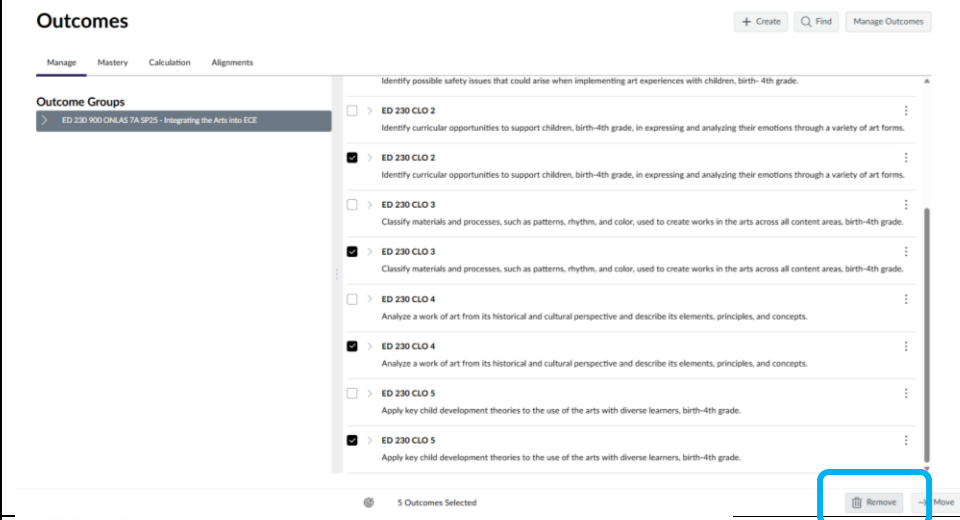 Outcomes
+ Create
Find
Manage Outcomes
Manage
Mastery
Calculation
Alignments
Outcome Groups
ED 230 900 ONLAS 7A SP25 - Integrating the Arts into ECE
Identify possible safety issues that could arise when implementing art experiences with children, birth- 4th grade.
ED 230 CLO 2
Identify curricular opportunities to support children, birth-4th grade, in expressing and analyzing their emotions through a variety of art forms.
ED 230 CLO 2
Identify curricular opportunities to support children, birth-4th grade, in expressing and analyzing their emotions through a variety of art forms.
ED 230 CLO 3
Classify materials and processes, such as patterns, rhythm, and color, used to create works in the arts across all content areas, birth-4th grade.
ED 230 CLO 3
Classify materials and processes, such as patterns, rhythm, and color, used to create works in the arts across all content areas, birth-4th grade.
ED 230 CLO 4
Analyze a work of art from its historical and cultural perspective and describe its elements, principles, and concepts.
ED 230 CLO 4
Analyze a work of art from its historical and cultural perspective and describe its elements, principles, and concepts.
ED 230 CLO 5
Apply key child development theories to the use of the arts with diverse learners, birth-4th grade.
ED 230 CLO 5
Apply key child development theories to the use of the arts with diverse learners, birth-4th grade.
5 Outcomes Selected
Remove
Move